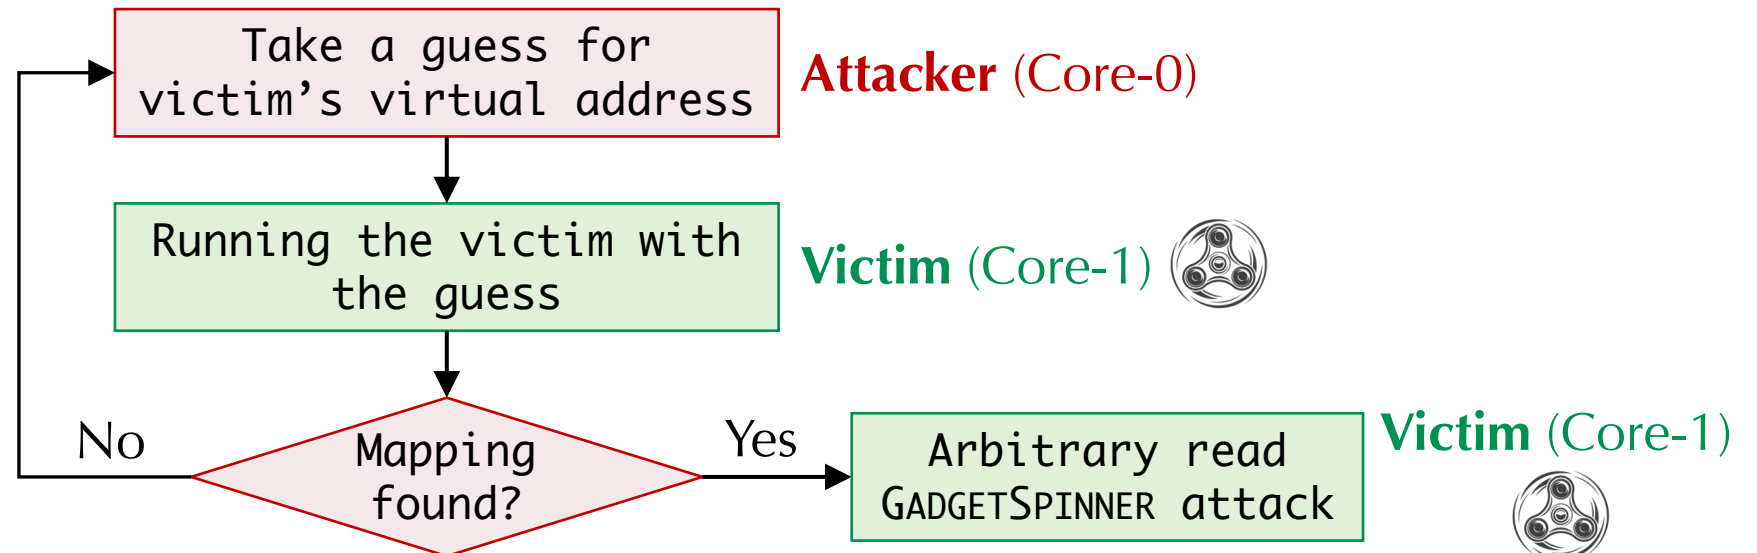 Take a guess for
victim’s virtual address
Attacker (Core-0)
Running the victim with
the guess
Victim (Core-1)
No
Mapping
found?
Yes
Arbitrary read
GADGETSPINNER attack
Victim (Core-1)